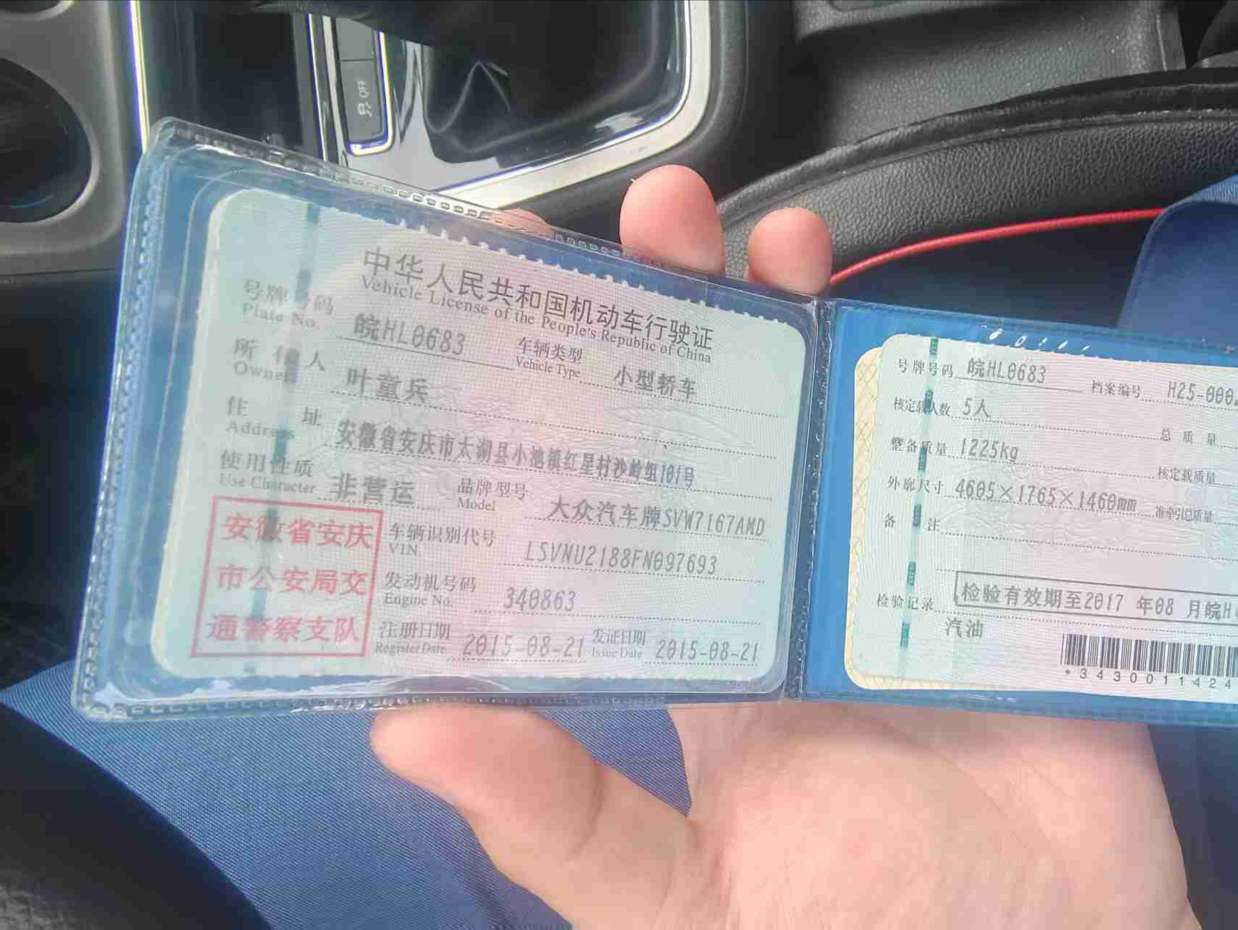 中华人民共和国机动车行驶证
Vehicle License of the People's Republic of China
号牌号码 皖HL0683 车辆类型 小型轿车
Plate No. Vehicle Type
所有人 叶童兵
Owner
住址 安徽省安庆市太湖县小池镇红星村沙岭组101号
Address
使用性质 非营运 品牌型号 大众汽车牌SVW7167AMD
Use Character Model
安徽省安庆
市公安局交
通警察支队
车辆识别代号 LSVNU2188FN097693
VIN
发动机号码 340863
Engine No.
注册日期 2015-08-21 发证日期 2015-08-21
Register Date Issue Date
号牌号码 皖HL0683 档案编号 H25-000
核定载人数 5人 总质量
整备质量 1225kg 核定载质量
外廓尺寸 4605×1765×1460mm 准牵引总质量
备注
检验记录 检验有效期至2017年08月皖H
汽油
*3430011424